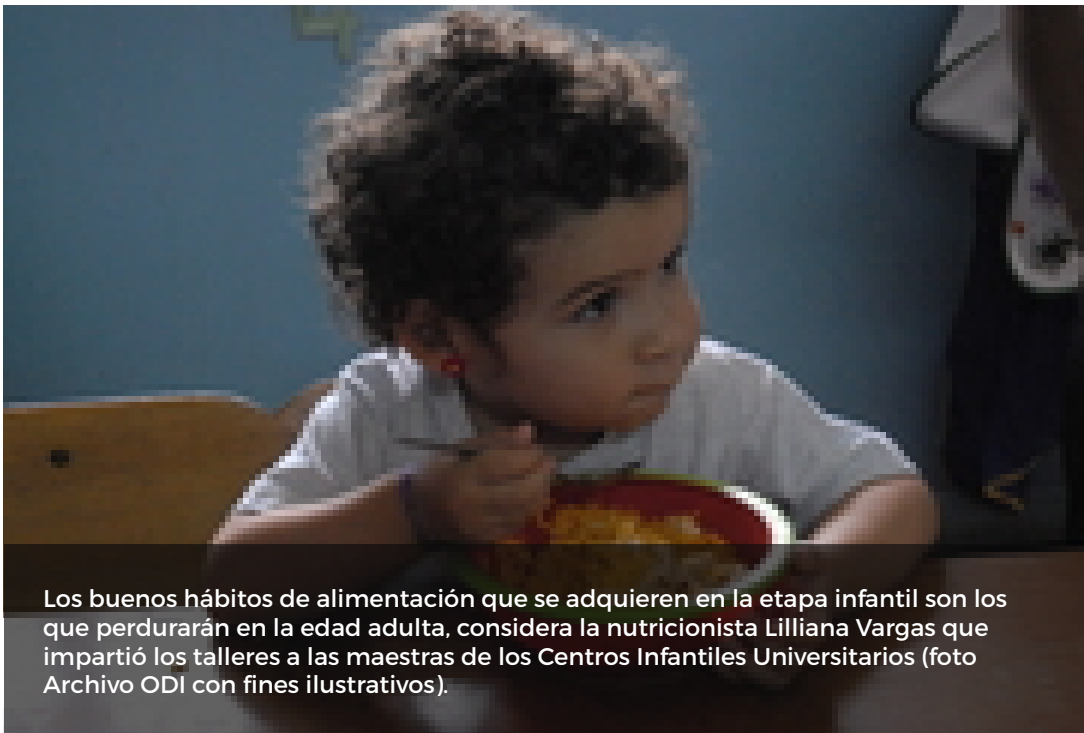 Los buenos hábitos de alimentación que se adquieren en la etapa infantil son los
que perdurarán en la edad adulta, considera la nutricionista Lilliana Vargas que
impartió los talleres a las maestras de los Centros Infantiles Universitarios (foto
Archivo ODI con fines ilustrativos).